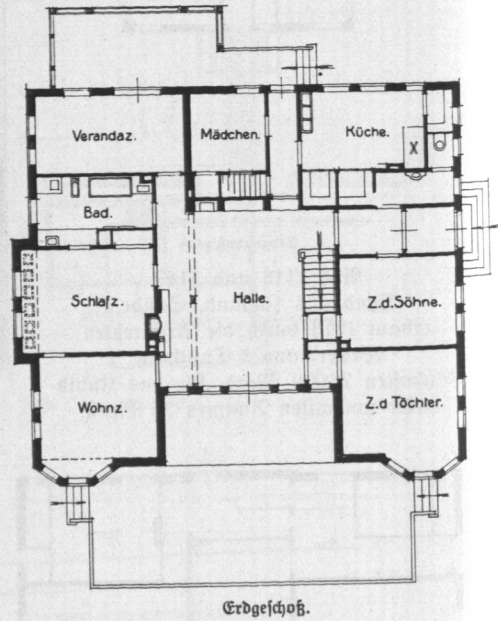 Verandaz.
Mädchen.
Küche.
X
Bad.
Schlafz.
X
Halle.
Z.d.Söhne.
Wohnz.
Z.d Töchter.
Erdgeschoß.